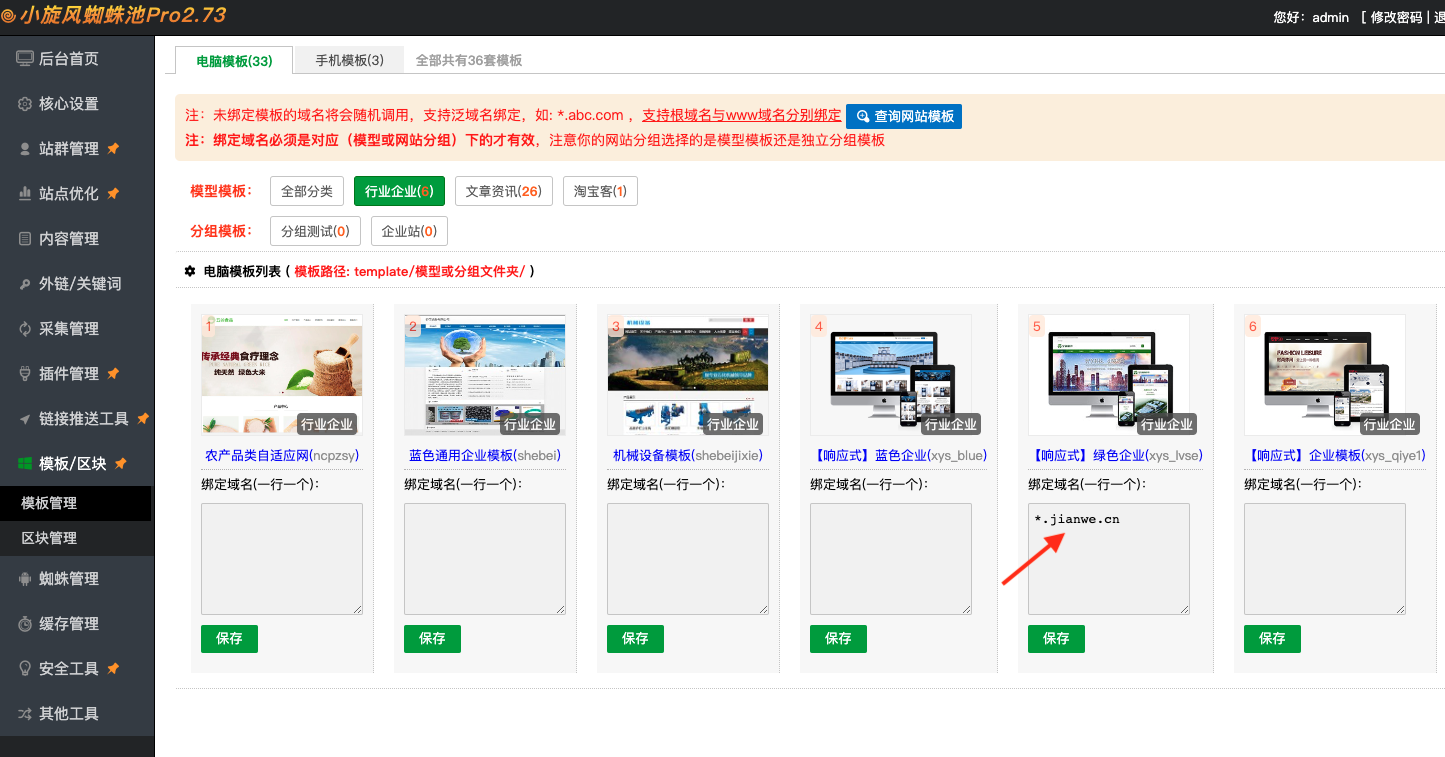 小旋风蜘蛛池Pro2.73
您好：admin [ 修改密码 | 退
后台首页
核心设置
站群管理
站点优化
内容管理
外链/关键词
采集管理
插件管理
链接推送工具
模板/区块
模板管理
区块管理
蜘蛛管理
缓存管理
安全工具
其他工具
电脑模板(33) 手机模板(3) 全部共有36套模板
注：未绑定模板的域名将会随机调用，支持泛域名绑定，如: *.abc.com ，支持根域名与www域名分别绑定 查询网站模板
注：绑定域名必须是对应（模型或网站分组）下的才有效，注意你的网站分组选择的是模型模板还是独立分组模板
模型模板： 全部分类 行业企业(6) 文章资讯(26) 淘宝客(1)
分组模板： 分组测试(0) 企业站(0)
电脑模板列表 ( 模板路径: template/模型或分组文件夹/ )
1 2 3 4 5 6
传承经典食疗理念
纯天然 绿色大米
FASHION LEISURE
行业企业 行业企业 行业企业 行业企业 行业企业 行业企业
农产品类自适应网(ncpzsy) 蓝色通用企业模板(shebei) 机械设备模板(shebeijixie) 【响应式】蓝色企业(xys_blue) 【响应式】绿色企业(xys_lvse) 【响应式】企业模板(xys_qiye1)
绑定域名(一行一个)： 绑定域名(一行一个)： 绑定域名(一行一个)： 绑定域名(一行一个)： 绑定域名(一行一个)： 绑定域名(一行一个)：
*.jianwe.cn
保存 保存 保存 保存 保存 保存